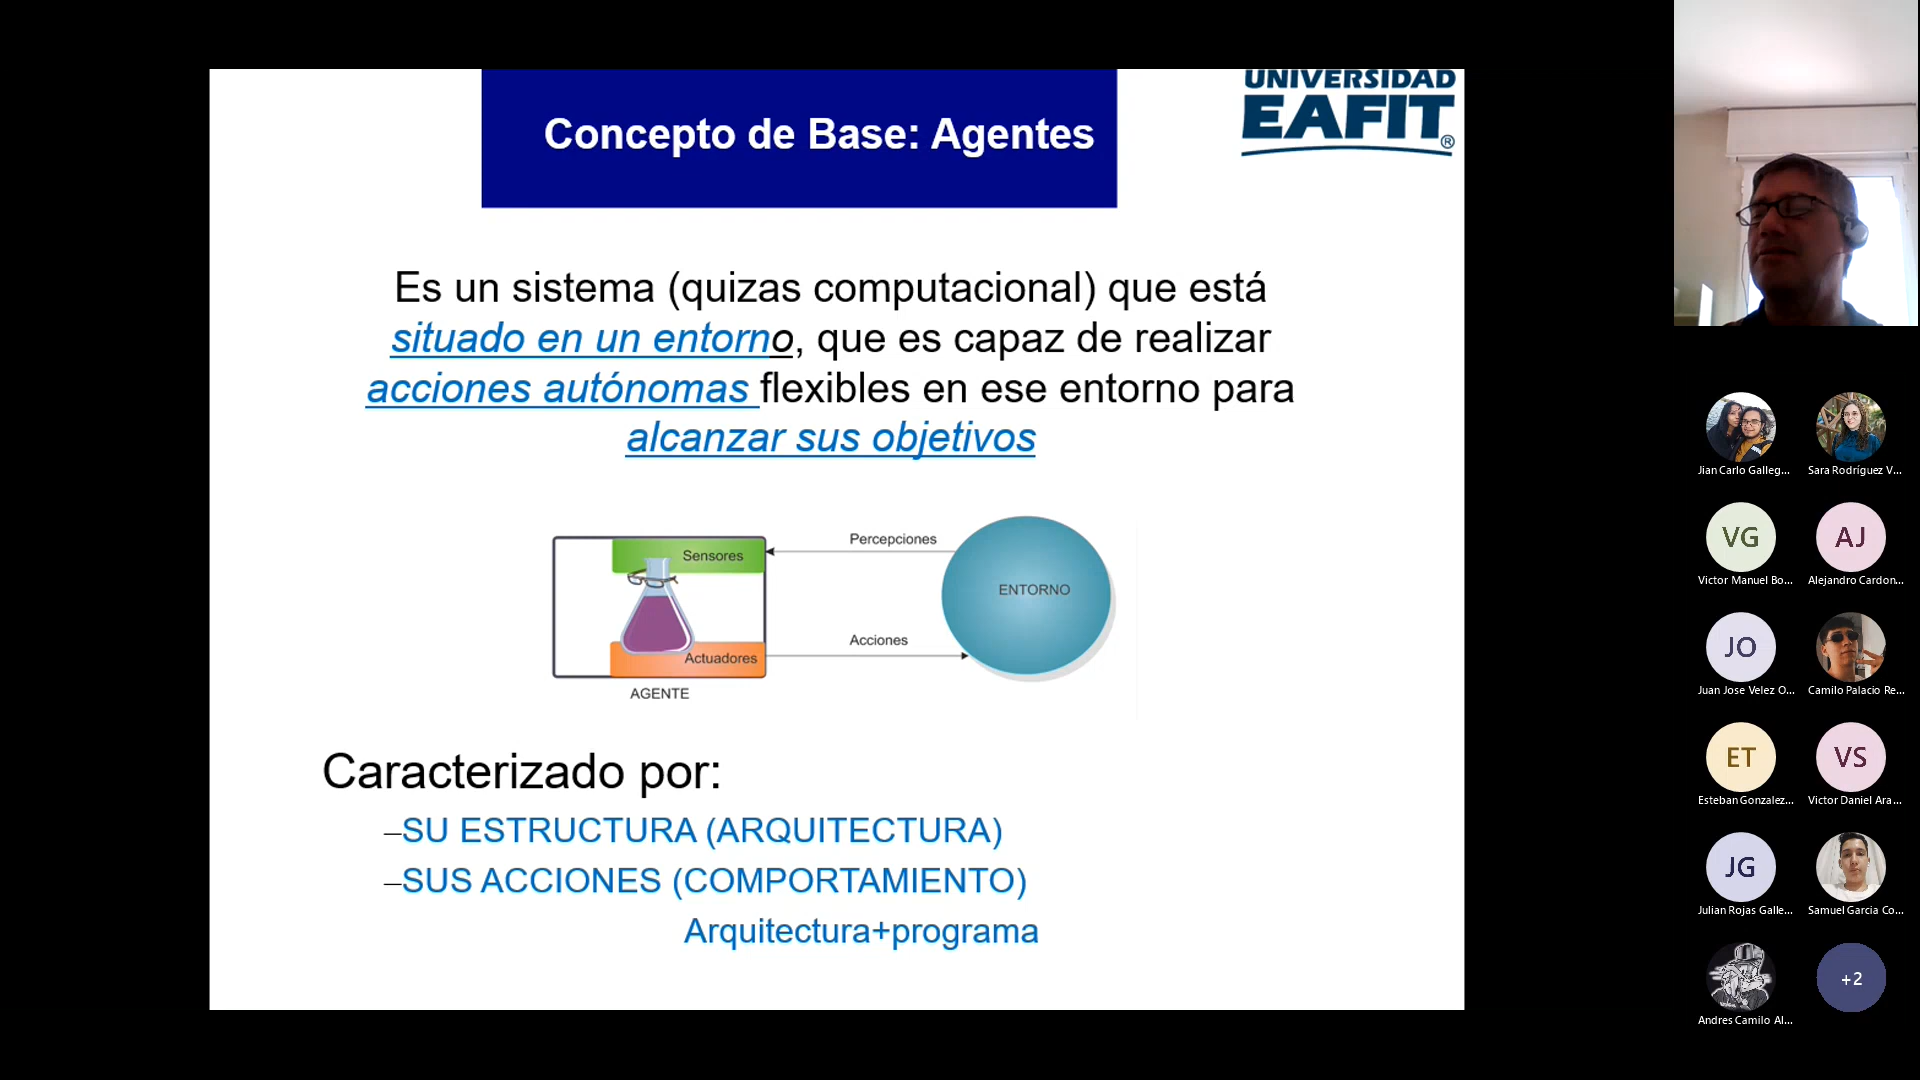 Concepto de Base: Agentes
UNIVERSIDAD
EAFIT®
Es un sistema (quizas computacional) que está
situado en un entorno, que es capaz de realizar
acciones autónomas flexibles en ese entorno para
alcanzar sus objetivos
Sensores
Percepciones
ENTORNO
Acciones
Actuadores
AGENTE
Caracterizado por:
–SU ESTRUCTURA (ARQUITECTURA)
–SUS ACCIONES (COMPORTAMIENTO)
Arquitectura+programa
Jian Carlo Galleg...
Sara Rodríguez V...
VG
Victor Manuel Bo...
AJ
Alejandro Cardon...
JO
Juan Jose Velez O...
Camilo Palacio Re...
ET
Esteban Gonzalez...
VS
Victor Daniel Ara...
JG
Julian Rojas Galle...
Samuel Garcia Co...
Andres Camilo Al...
+2